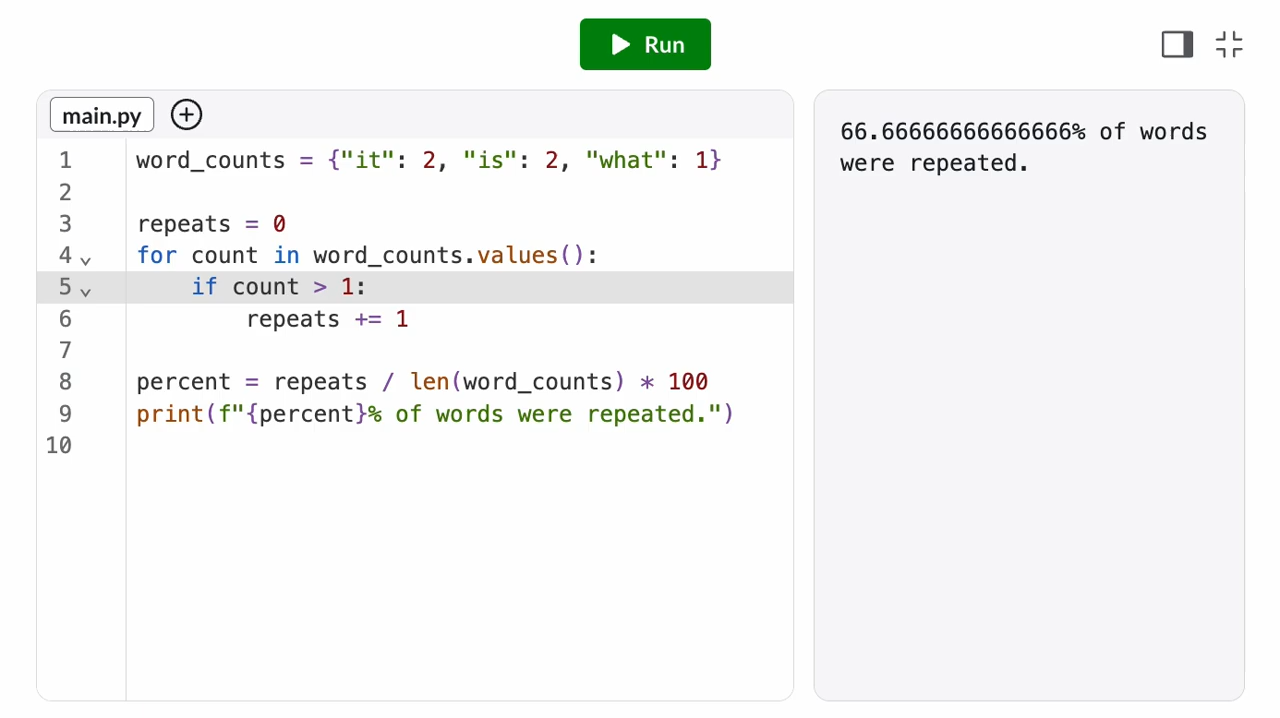 Run
main.py
1 word_counts = {"it": 2, "is": 2, "what": 1}
2
3 repeats = 0
4 for count in word_counts.values():
5     if count > 1:
6         repeats += 1
7
8 percent = repeats / len(word_counts) * 100
9 print(f"{percent}% of words were repeated.")
10
66.66666666666666% of words
were repeated.